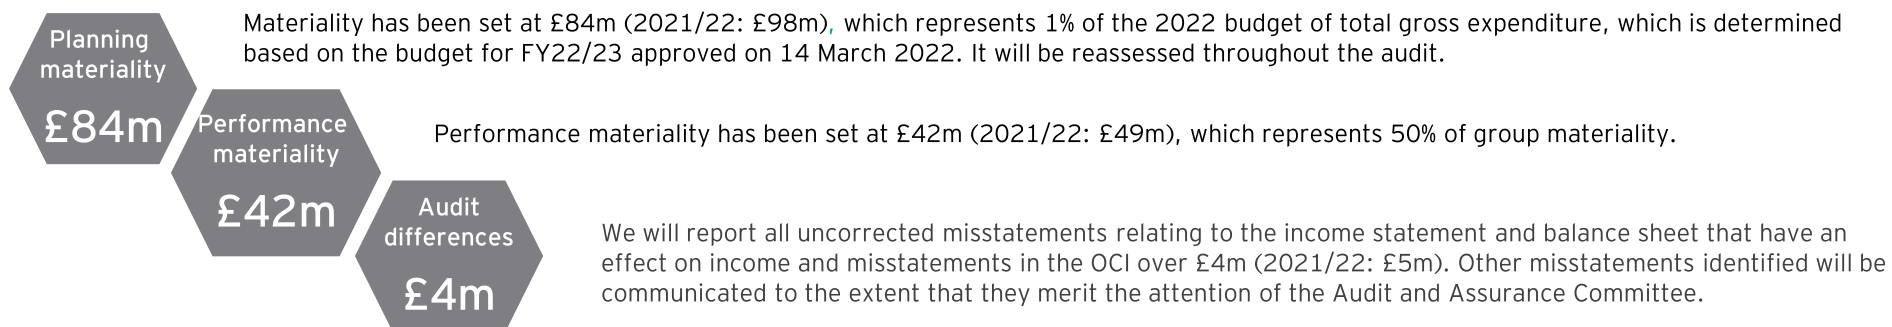 Planning
materiality
£84m
Materiality has been set at £84m (2021/22: £98m), which represents 1% of the 2022 budget of total gross expenditure, which is determined
based on the budget for FY22/23 approved on 14 March 2022. It will be reassessed throughout the audit.
Performance
materiality
£42m
Performance materiality has been set at £42m (2021/22: £49m), which represents 50% of group materiality.
Audit
differences
£4m
We will report all uncorrected misstatements relating to the income statement and balance sheet that have an
effect on income and misstatements in the OCI over £4m (2021/22: £5m). Other misstatements identified will be
communicated to the extent that they merit the attention of the Audit and Assurance Committee.